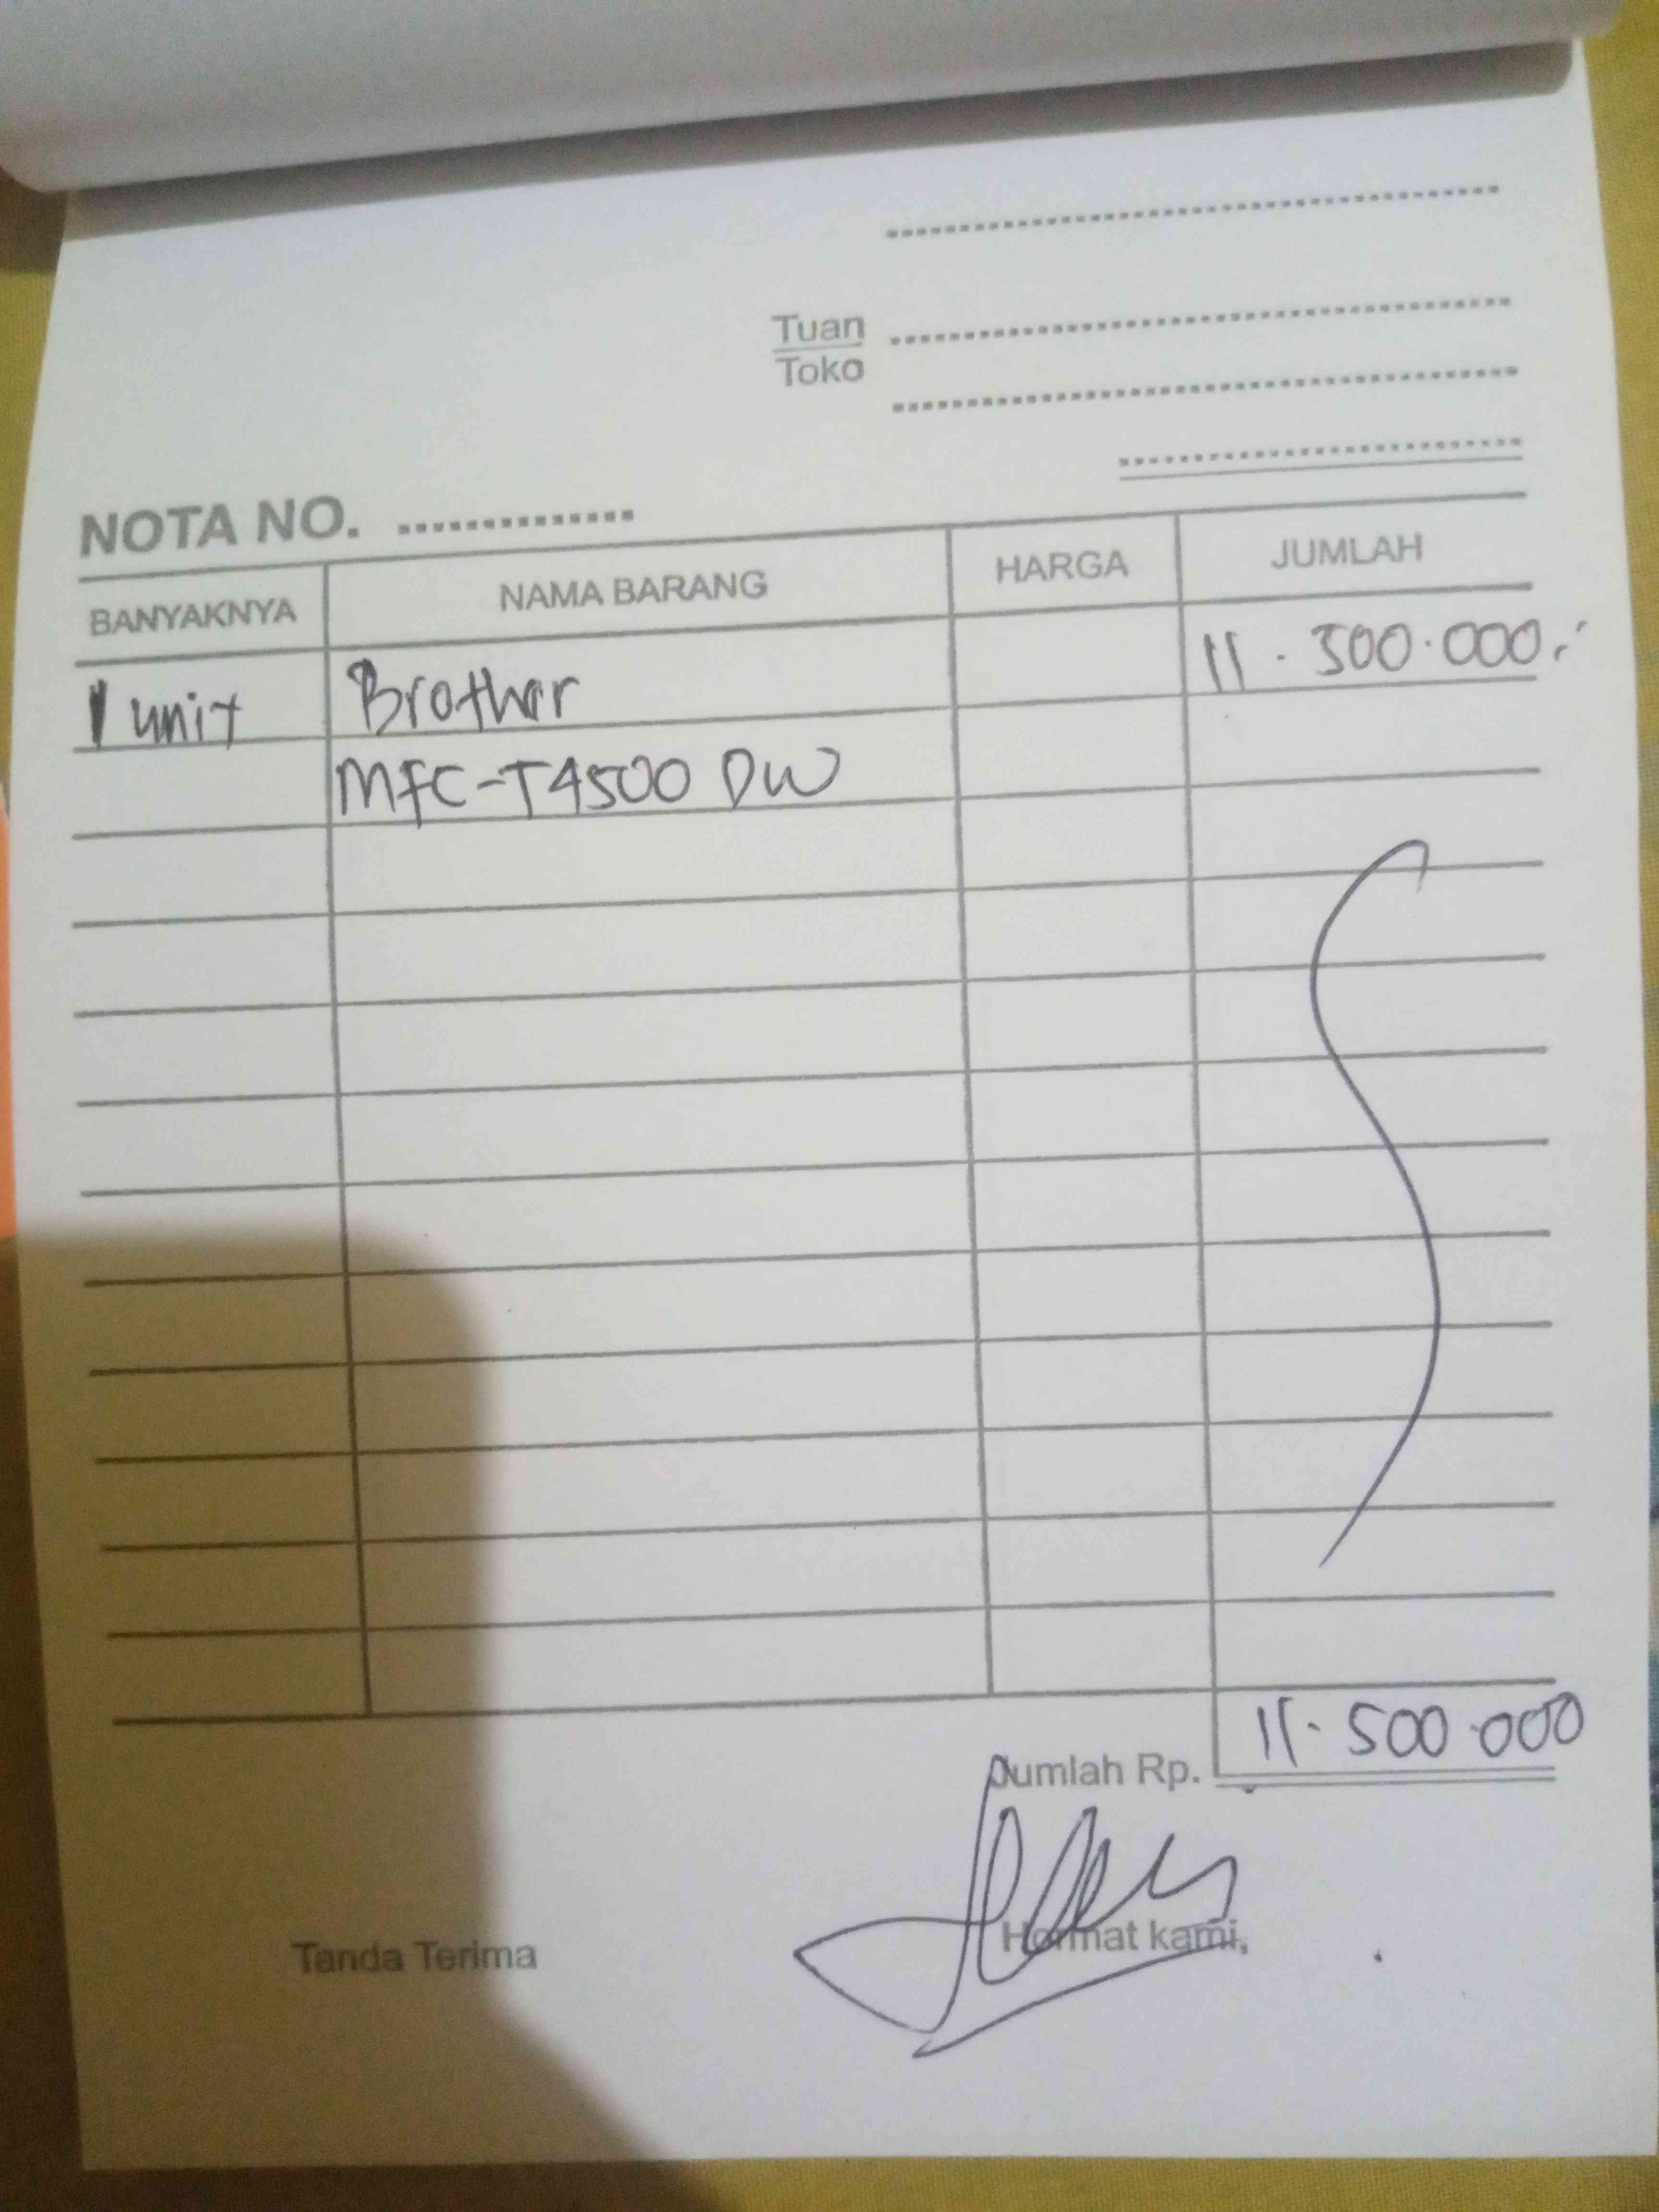 Tuan
Toko
NOTA NO. ..............
BANYAKNYA NAMA BARANG HARGA JUMLAH
1 unit Brother 11.500.000,-
MFC-T4500 DW
Jumlah Rp. 11.500.000
Tanda Terima Hormat kami,